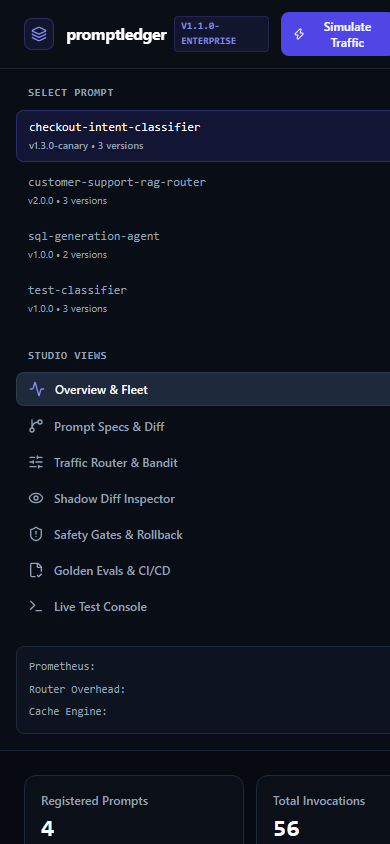 promptledger
V1.1.0-
ENTERPRISE
Simulate
Traffic
SELECT PROMPT
checkout-intent-classifier
v1.3.0-canary • 3 versions
customer-support-rag-router
v2.0.0 • 3 versions
sql-generation-agent
v1.0.0 • 2 versions
test-classifier
v1.0.0 • 3 versions
STUDIO VIEWS
Overview & Fleet
Prompt Specs & Diff
Traffic Router & Bandit
Shadow Diff Inspector
Safety Gates & Rollback
Golden Evals & CI/CD
Live Test Console
Prometheus:
Router Overhead:
Cache Engine:
Registered Prompts
4
Total Invocations
56